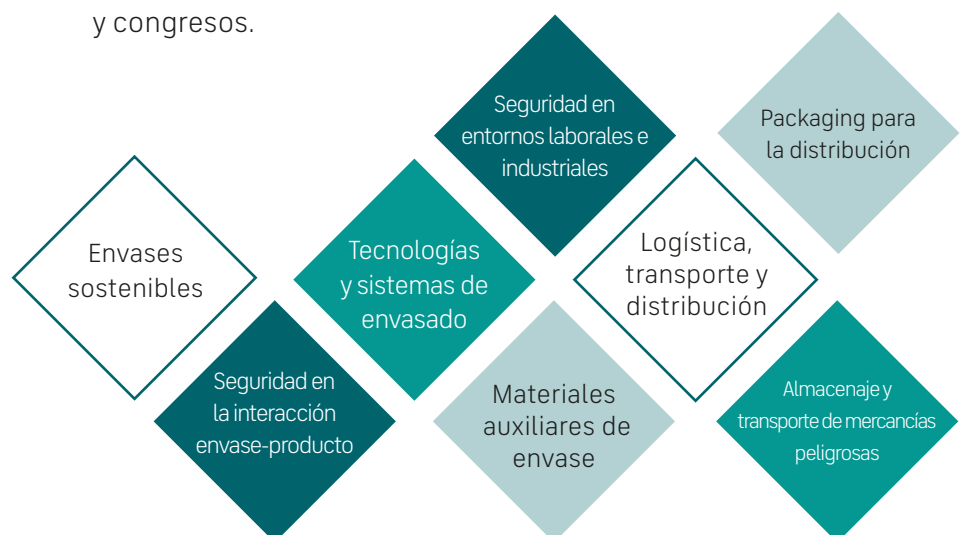 y congresos.
Seguridad en
entornos laborales e
industriales
Packaging para
la distribución
Envases
sostenibles
Tecnologías
y sistemas de
envasado
Logística,
transporte y
distribución
Seguridad en
la interacción
envase-producto
Materiales
auxiliares de
envase
Almacenaje y
transporte de mercancías
peligrosas